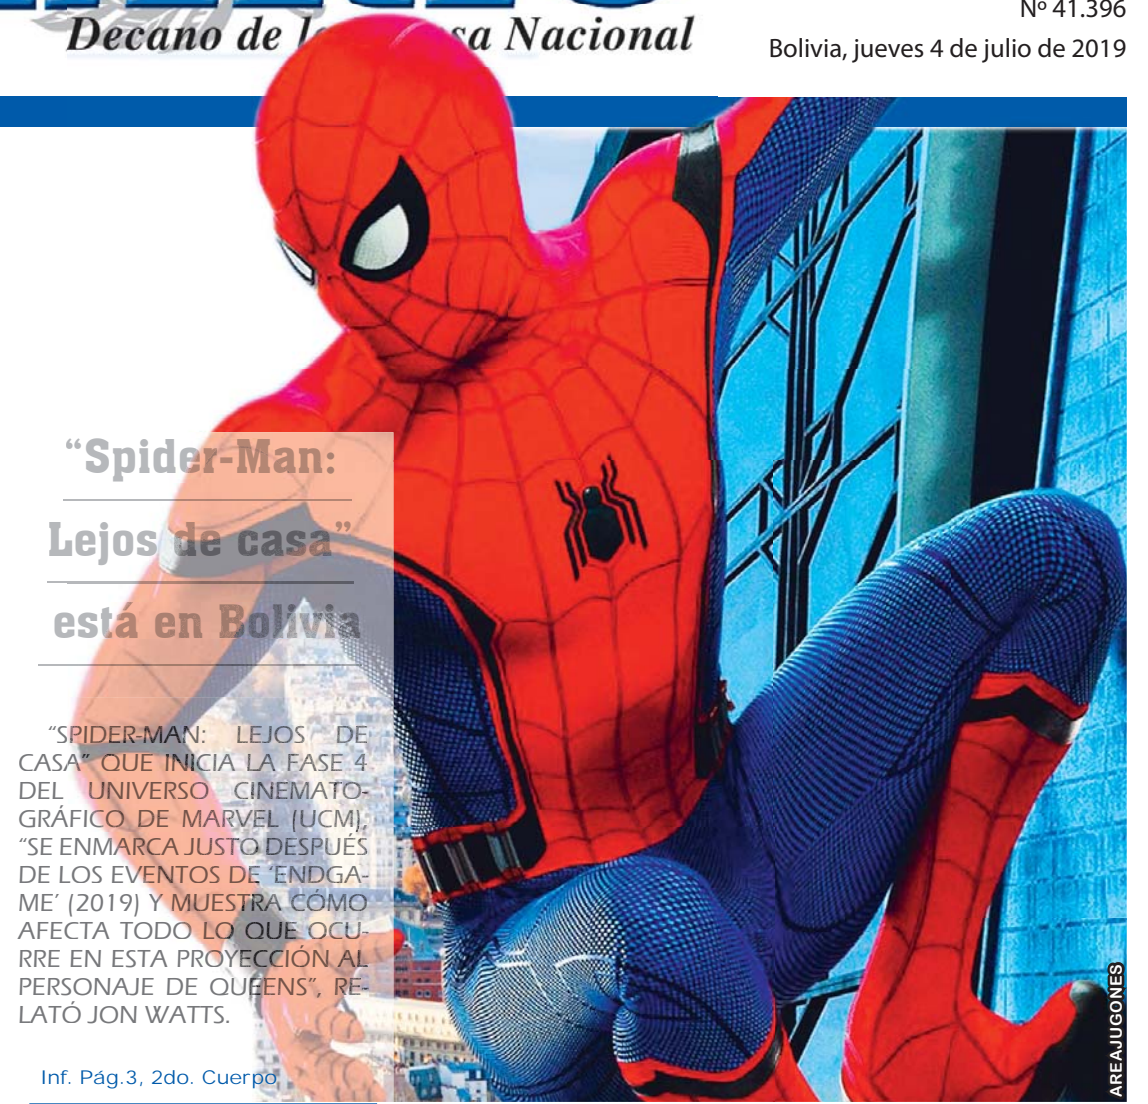 Decano de la
Nacional
Nº 41.396
Bolivia, jueves 4 de julio de 2019
“Spider-Man:
Lejos de casa”
está en Bolivia
“SPIDER-MAN: LEJOS DE
CASA” QUE INICIA LA FASE 4
DEL UNIVERSO CINEMATO-
GRÁFICO DE MARVEL (UCM),
“SE ENMARCA JUSTO DESPUÉS
DE LOS EVENTOS DE ‘ENDGA-
ME’ (2019) Y MUESTRA CÓMO
AFECTA TODO LO QUE OCU-
RRE EN ESTA PROYECCIÓN AL
PERSONAJE DE QUEENS”, RE-
LATÓ JON WATTS.
Inf. Pág.3, 2do. Cuerpo
AREAJUGONES